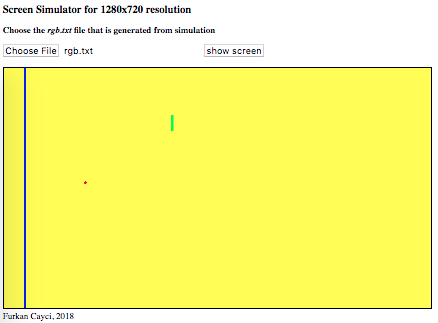 Screen Simulator for 1280x720 resolution
Choose the rgb.txt file that is generated from simulation
Choose File rgb.txt show screen
Furkan Cayci, 2018